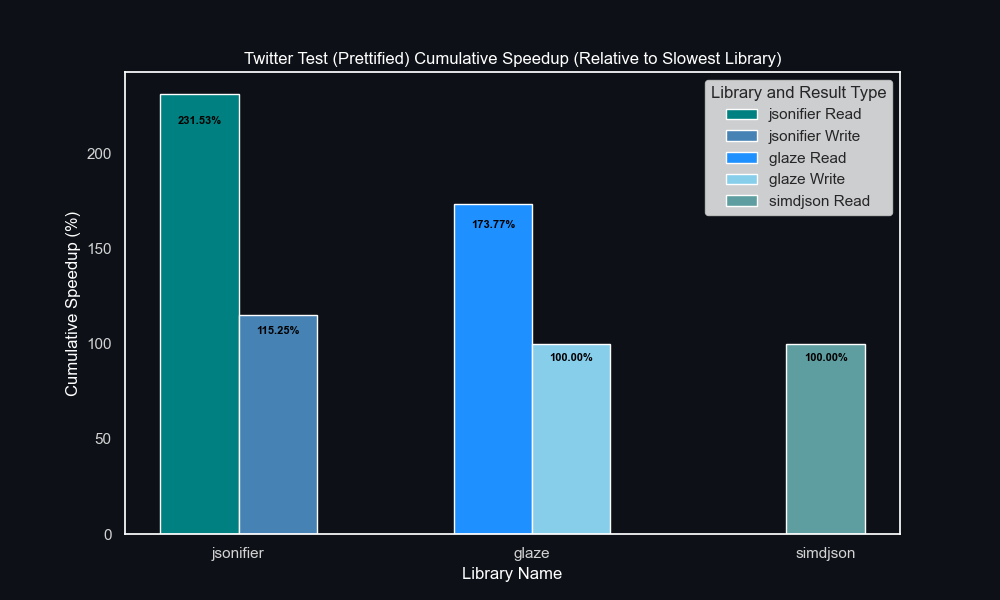 Twitter Test (Prettified) Cumulative Speedup (Relative to Slowest Library)
Library and Result Type
jsonifier Read
jsonifier Write
glaze Read
glaze Write
simdjson Read
Cumulative Speedup (%)
200
150
100
50
0
231.53%
115.25%
173.77%
100.00%
100.00%
jsonifier
glaze
simdjson
Library Name